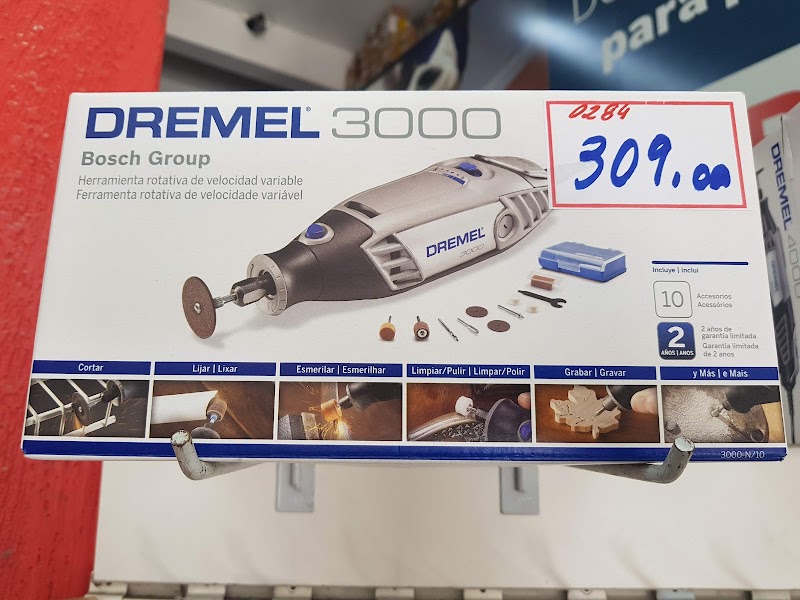 para
DREMEL® 3000
Bosch Group
Herramienta rotativa de velocidad variable
Ferramenta rotativa de velocidade variável
0284
309.00
DREMEL
3000
Incluye | inclui
10
Accesorios
Acessórios
2
AÑOS | ANOS
2 años de
garantía limitada
Garantia limitada
de 2 anos
Cortar
Lijar | Lixar
Esmerilar | Esmerilhar
Limpiar/Pulir | Limpar/Polir
Grabar | Gravar
y Más | e Mais
3000-N/10
DREMEL 4000